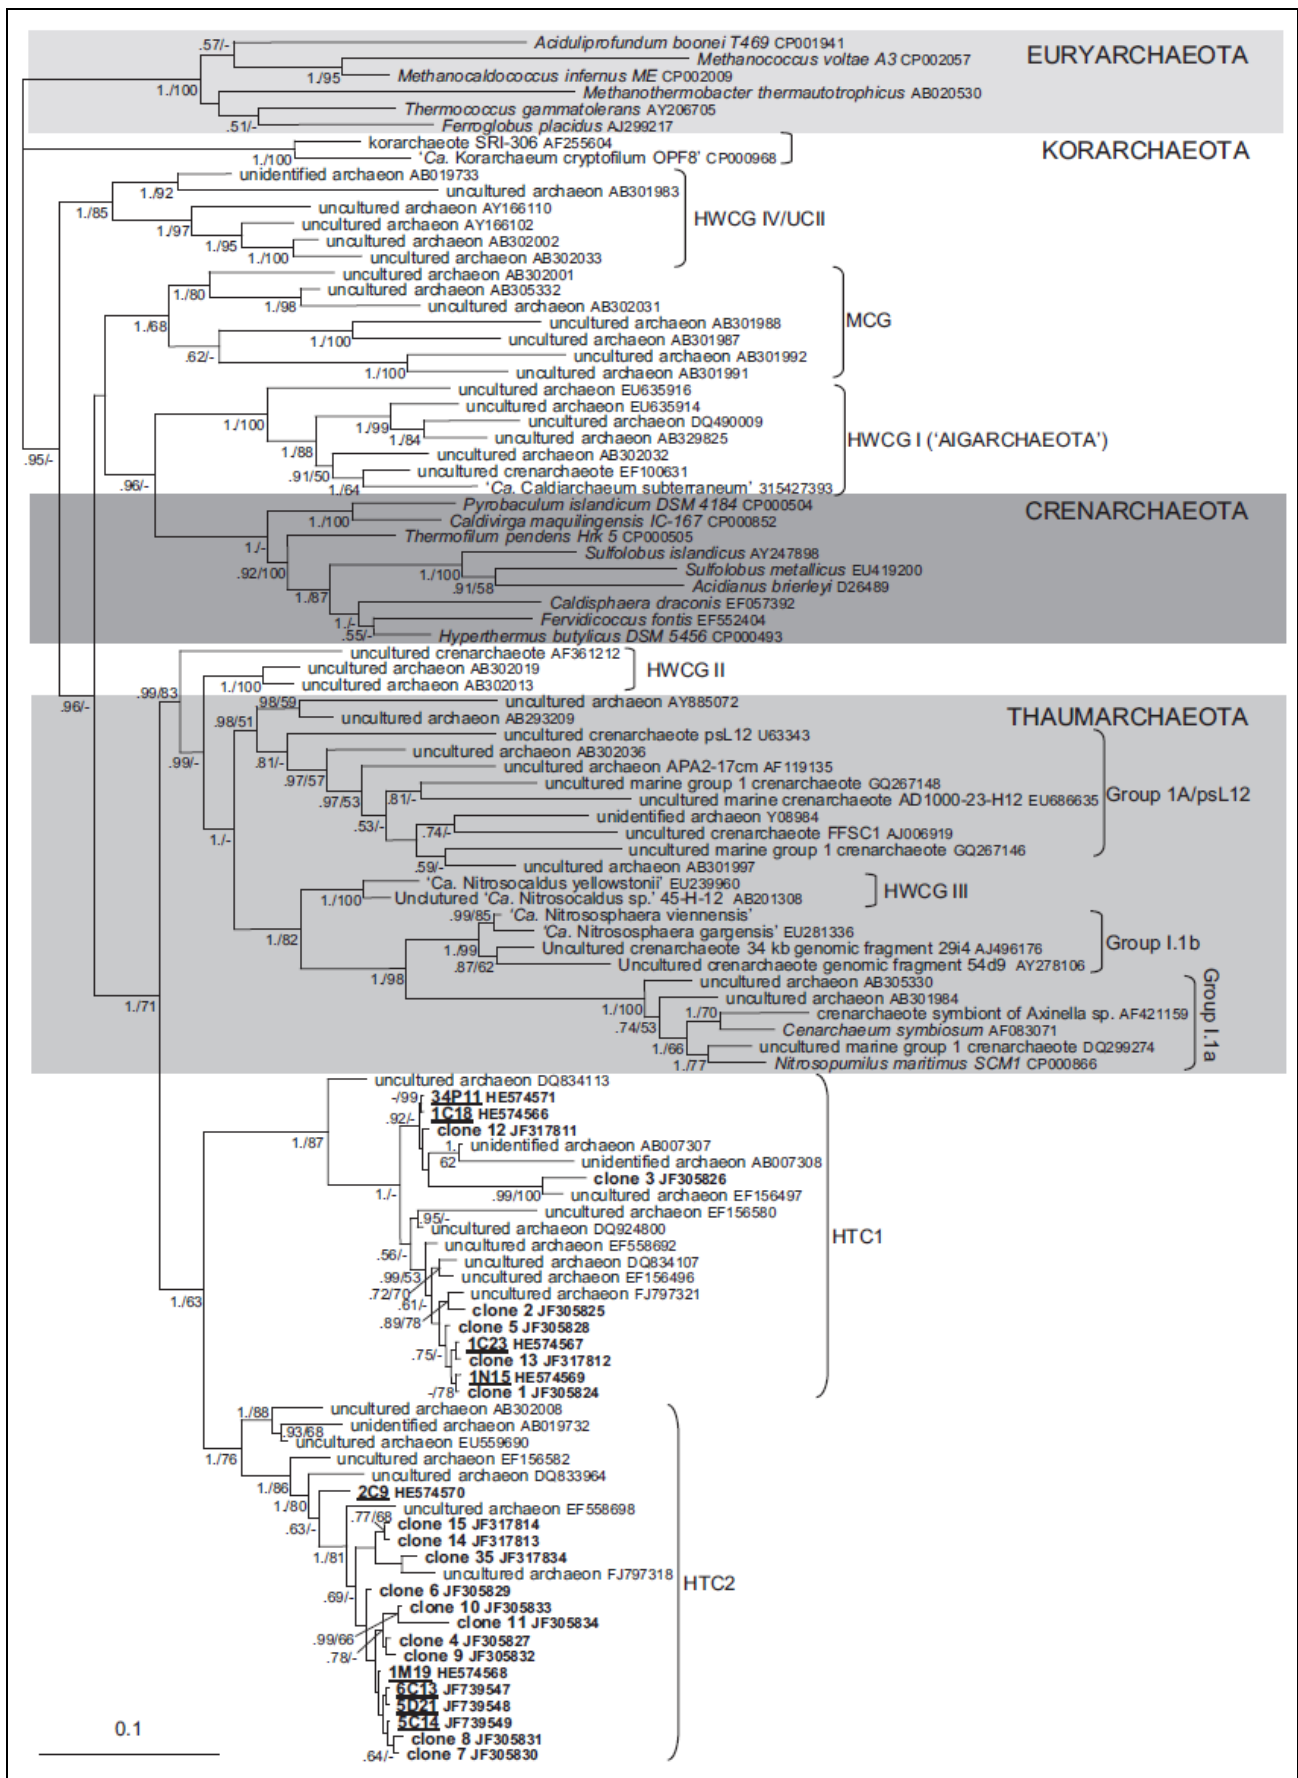 .57/-
Aciduliprofundum boonei T469 CP001941
EURYARCHAEOTA
Methanococcus voltae A3 CP002057
1./95
Methanocaldococcus infernus ME CP002009
1./100
Methanothermobacter thermautotrophicus AB020530
Thermococcus gammatolerans AY206705
.51/-
Ferroglobus placidus AJ299217
korarchaeote SRI-306 AF255604
KORARCHAEOTA
1./100
'Ca. Korarchaeum cryptofilum OPF8' CP000968
unidentified archaeon AB019733
1./92
uncultured archaeon AB301983
1./85
uncultured archaeon AY166110
HWCG IV/UCII
1./97
uncultured archaeon AY166102
1./95
uncultured archaeon AB302002
1./100
uncultured archaeon AB302033
uncultured archaeon AB302001
1./80
uncultured archaeon AB305332
1./98
uncultured archaeon AB302031
1./68
uncultured archaeon AB301988
MCG
1./100
uncultured archaeon AB301987
.62/-
uncultured archaeon AB301992
1./100
uncultured archaeon AB301991
uncultured archaeon EU635916
uncultured archaeon EU635914
1./100
1./99
uncultured archaeon DQ490009
1./84
uncultured archaeon AB329825
HWCG I ('AIGARCHAEOTA')
1./88
uncultured archaeon AB302032
.95/-
.91/50
uncultured crenarchaeote EF100631
.96/-
1./64
'Ca. Caldiarchaeum subterraneum' 315427393
Pyrobaculum islandicum DSM 4184 CP000504
CRENARCHAEOTA
1./100
Caldivirga maquilingensis IC-167 CP000852
1./-
Thermofilum pendens Hrk 5 CP000505
Sulfolobus islandicus AY247898
.92/100
1./100
Sulfolobus metallicus EU419200
.91/58
Acidianus brierleyi D26489
1./87
Caldisphaera draconis EF057392
1./-
Fervidicoccus fontis EF552404
.55/-
Hyperthermus butylicus DSM 5456 CP000493
uncultured crenarchaeote AF361212
uncultured archaeon AB302019
HWCG II
1./100
uncultured archaeon AB302013
.99/83
.96/-
.98/59
uncultured archaeon AY885072
.98/51
uncultured archaeon AB293209
THAUMARCHAEOTA
uncultured crenarchaeote psL12 U63343
.99/-
.81/-
uncultured archaeon AB302036
.97/57
uncultured archaeon APA2-17cm AF119135
uncultured marine group 1 crenarchaeote GQ267148
.97/53
.81/-
uncultured marine crenarchaeote AD1000-23-H12 EU686635
Group 1A/psL12
unidentified archaeon Y08984
.53/-
.74/-
uncultured crenarchaeote FFSC1 AJ006919
1./-
uncultured marine group 1 crenarchaeote GQ267146
.59/-
uncultured archaeon AB301997
'Ca. Nitrosocaldus yellowstonii' EU239960
HWCG III
1./100
Unclutured 'Ca. Nitrosocaldus sp.' 45-H-12 AB201308
.99/85
'Ca. Nitrososphaera viennensis'
'Ca. Nitrososphaera gargensis' EU281336
1./82
Group I.1b
1./99
Uncultured crenarchaeote 34 kb genomic fragment 29i4 AJ496176
.87/62
Uncultured crenarchaeote genomic fragment 54d9 AY278106
1./98
uncultured archaeon AB305330
Group I.1a
uncultured archaeon AB301984
1./71
1./100
1./70
crenarchaeote symbiont of Axinella sp. AF421159
.74/53
Cenarchaeum symbiosum AF083071
1./66
uncultured marine group 1 crenarchaeote DQ299274
1./77
Nitrosopumilus maritimus SCM1 CP000866
uncultured archaeon DQ834113
-/99
34P11 HE574571
.92/-
1C18 HE574566
clone 12 JF317811
1./87
1.
62
unidentified archaeon AB007307
unidentified archaeon AB007308
clone 3 JF305826
1./-
.99/100
uncultured archaeon EF156497
uncultured archaeon EF156580
.95/-
uncultured archaeon DQ924800
HTC1
uncultured archaeon EF558692
.56/-
uncultured archaeon DQ834107
.99/53
uncultured archaeon EF156496
.72/70
uncultured archaeon FJ797321
1./63
.61/-
clone 2 JF305825
.89/78
clone 5 JF305828
1C23 HE574567
.75/-
clone 13 JF317812
1N15 HE574569
-/78
clone 1 JF305824
uncultured archaeon AB302008
1./88
unidentified archaeon AB019732
.93/68
uncultured archaeon EU559690
1./76
uncultured archaeon EF156582
uncultured archaeon DQ833964
1./86
2C9 HE574570
1./80
uncultured archaeon EF558698
.77/68
clone 15 JF317814
.63/-
clone 14 JF317813
1./81
clone 35 JF317834
uncultured archaeon FJ797318
HTC2
clone 6 JF305829
.69/-
clone 10 JF305833
clone 11 JF305834
.99/66
clone 4 JF305827
.78/-
clone 9 JF305832
1M19 HE574568
6C13 JF739547
5D21 JF739548
5C14 JF739549
0.1
clone 8 JF305831
.64/-
clone 7 JF305830